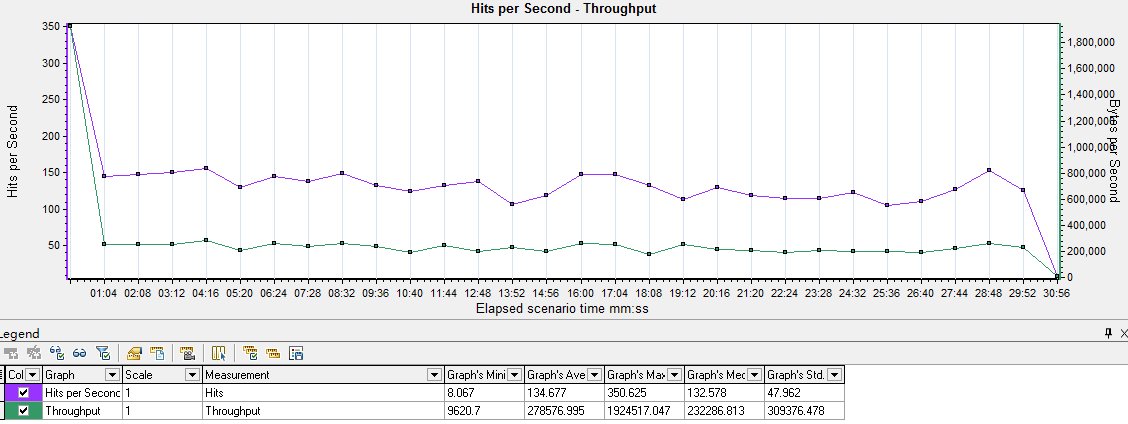 Hits per Second - Throughput
350
300
250
200
150
100
50
Hits per Second
1,800,000
1,600,000
1,400,000
1,200,000
1,000,000
800,000
600,000
400,000
200,000
0
Bytes per Second
01:04 02:08 03:12 04:16 05:20 06:24 07:28 08:32 09:36 10:40 11:44 12:48 13:52 14:56 16:00 17:04 18:08 19:12 20:16 21:20 22:24 23:28 24:32 25:36 26:40 27:44 28:48 29:52 30:56
Elapsed scenario time mm:ss
Legend
Col Graph Scale Measurement Graph's Mini Graph's Ave Graph's Max Graph's Med Graph's Std.
Hits per Second 1 Hits 8.067 134.677 350.625 132.578 47.962
Throughput 1 Throughput 9620.7 278576.995 1924517.047 232286.813 309376.478